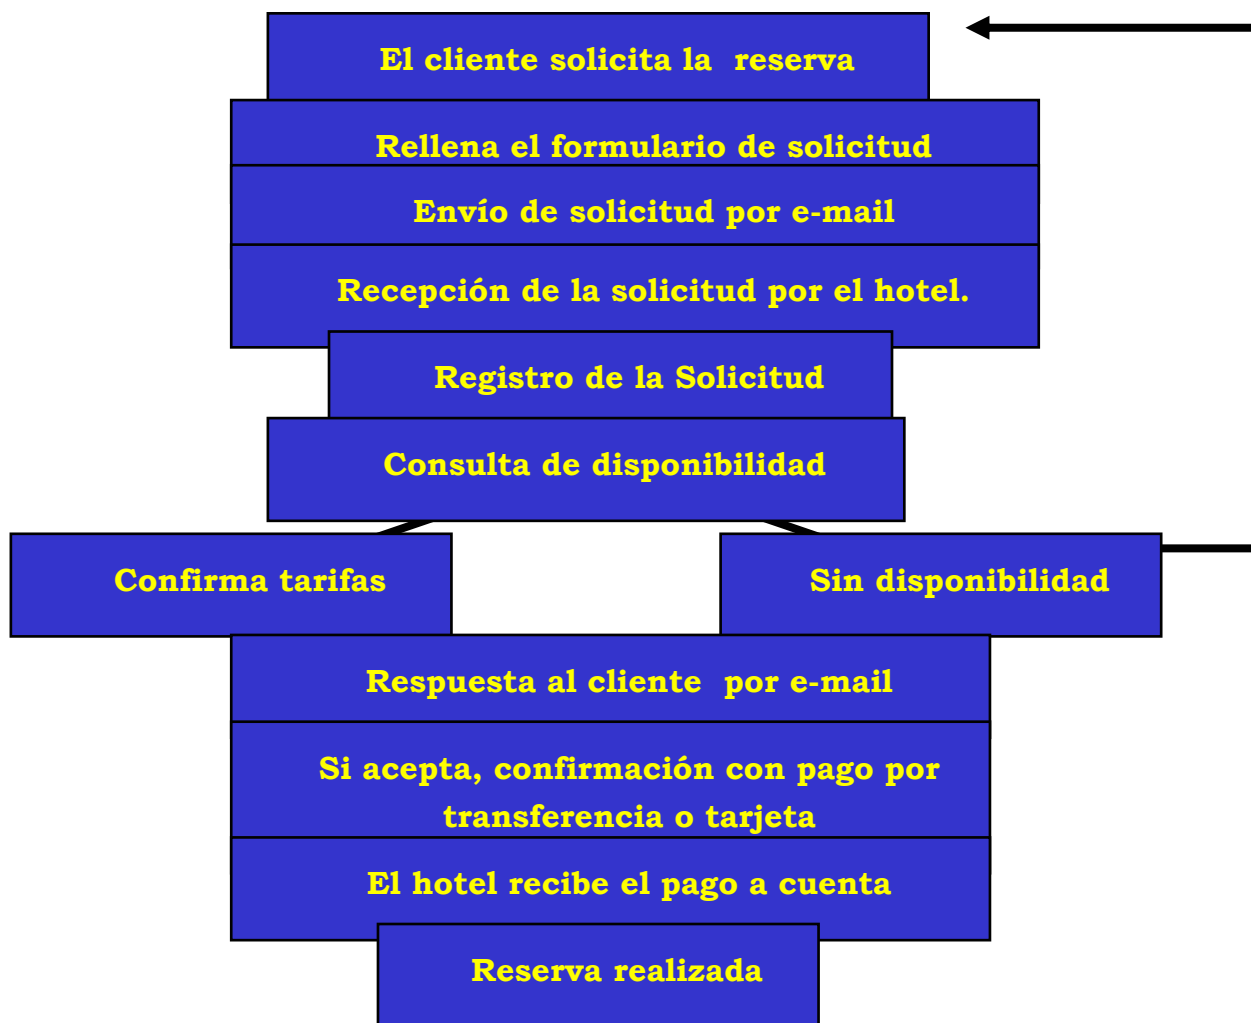 El cliente solicita la  reserva
Rellena el formulario de solicitud
Envío de solicitud por e-mail
Recepción de la solicitud por el hotel.
Registro de la Solicitud
Consulta de disponibilidad
Confirma tarifas
Sin disponibilidad
Respuesta al cliente  por e-mail
Si acepta, confirmación con pago por
transferencia o tarjeta
El hotel recibe el pago a cuenta
Reserva realizada